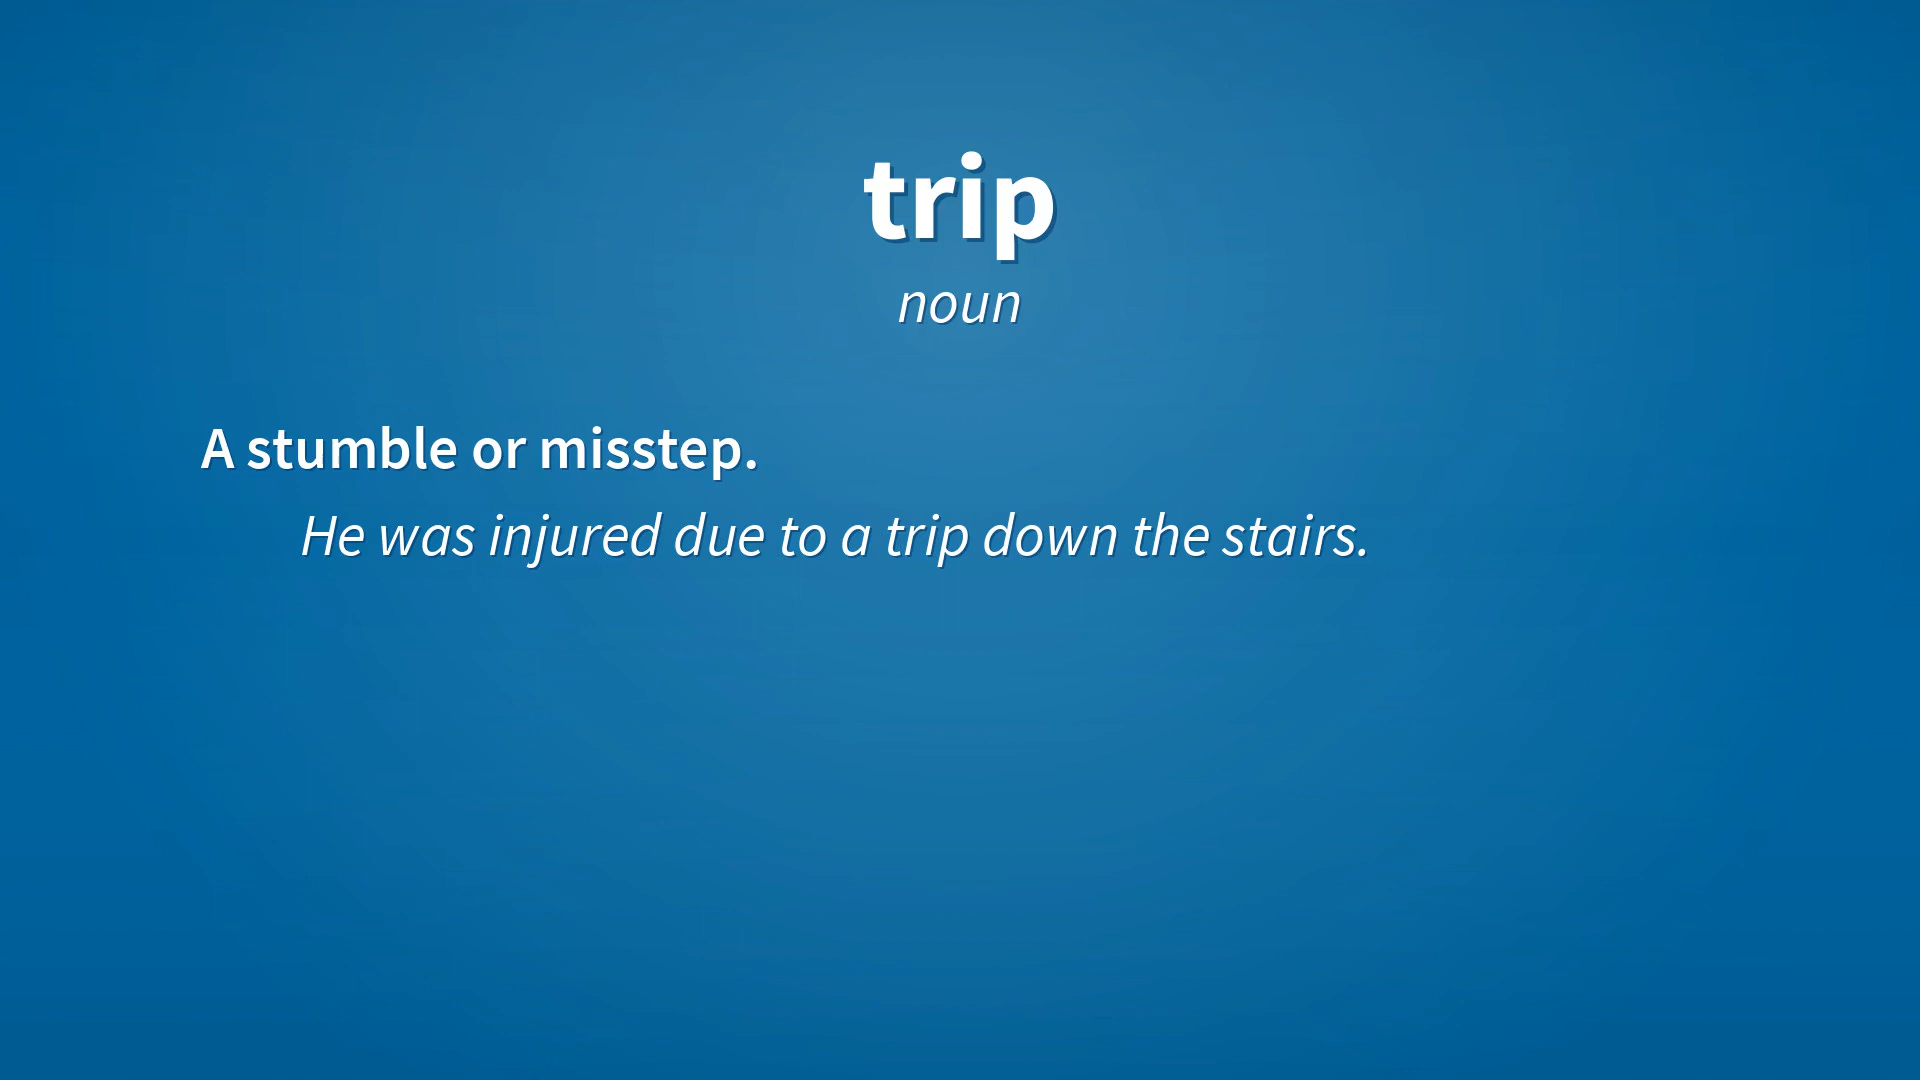 trip
noun
A stumble or misstep.
He was injured due to a trip down the stairs.